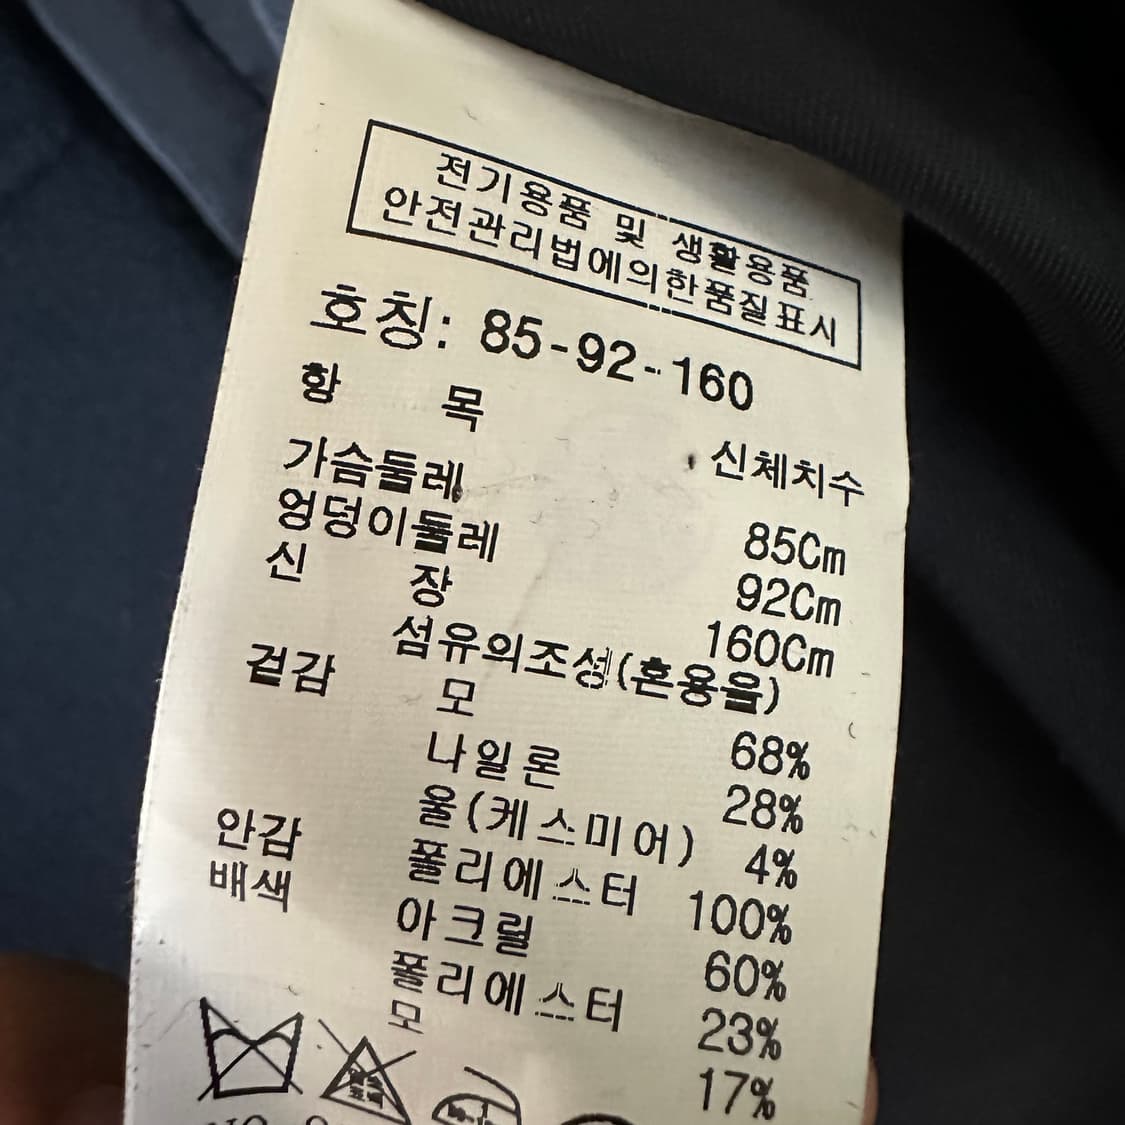 전기용품 및 생활용품
안전관리법에의한품질표시
호칭: 85-92-160
항 목 신체치수
가슴둘레 85Cm
엉덩이둘레 92Cm
신 장 160Cm
섬유의조성(혼용율)
겉감 모 68%
나일론 28%
울(케스미어) 4%
안감 폴리에스터 100%
배색 아크릴 60%
폴리에스터 23%
모 17%